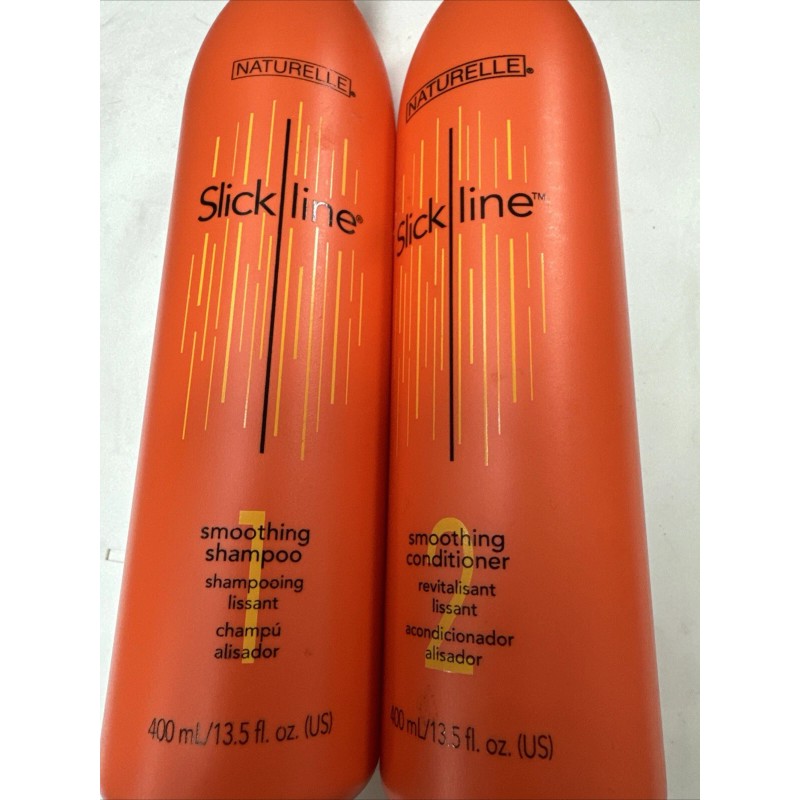 NATURELLE®
Slick line®
1
smoothing
shampoo
shampooing
lissant
champú
alisador
400 mL/13.5 fl. oz. (US)
NATURELLE®
Slick line™
2
smoothing
conditioner
revitalisant
lissant
acondicionador
alisador
400 mL/13.5 fl. oz. (US)